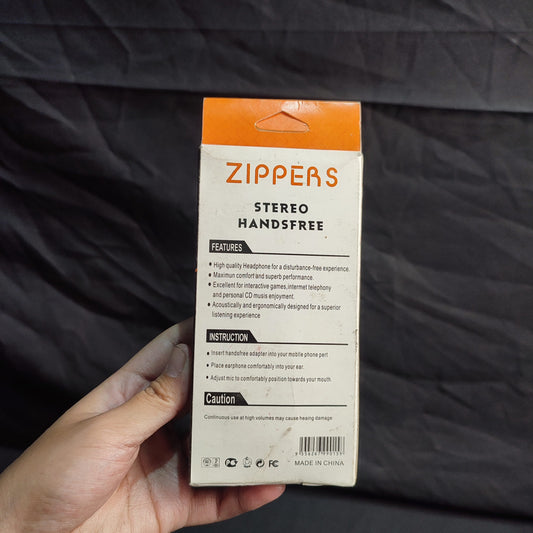 ZIPPERS
STEREO
HANDSFREE
FEATURES
• High quality Headphone for a disturbance-free experience.
• Maximun comfort and superb performance.
• Excellent for interactive games,internet telephony
and personal CD musis enjoyment.
• Acoustically and ergonomically designed for a superior
listening experience
INSTRUCTION
• Insert handsfree adapter into your mobile phone perl
• Place earphone comfortably into your ear.
• Adjust mic to comfortably position towards your mouth.
Caution
Continuous use at high volumes may cause hearing damage
MADE IN CHINA